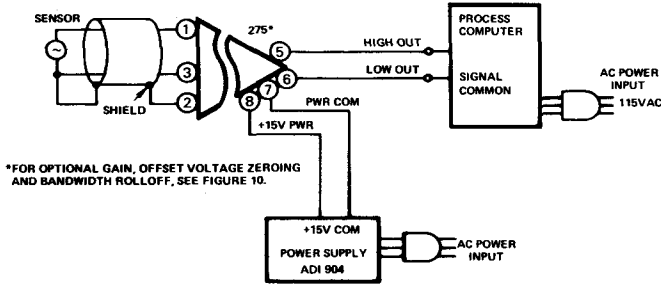 SENSOR
~
1
3
2
SHIELD
275*
5
6
7
8
HIGH OUT
LOW OUT
PWR COM
+15V PWR
PROCESS
COMPUTER
SIGNAL
COMMON
AC POWER
INPUT
115VAC
*FOR OPTIONAL GAIN, OFFSET VOLTAGE ZEROING
AND BANDWIDTH ROLLOFF, SEE FIGURE 10.
+15V COM
POWER SUPPLY
ADI 904
AC POWER
INPUT